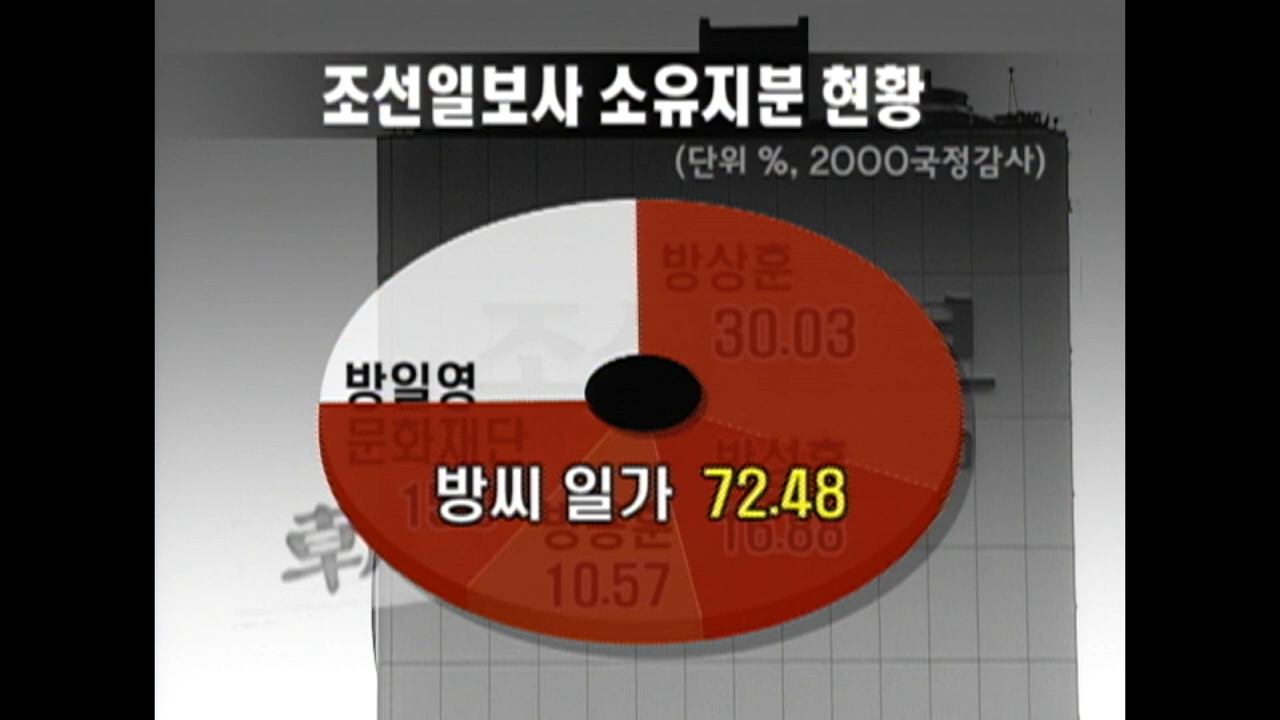 조선일보사 소유지분 현황
(단위 %, 2000국정감사)
방상훈
30.03
방일영
문화재단
방씨 일가 72.48
16.88
10.57